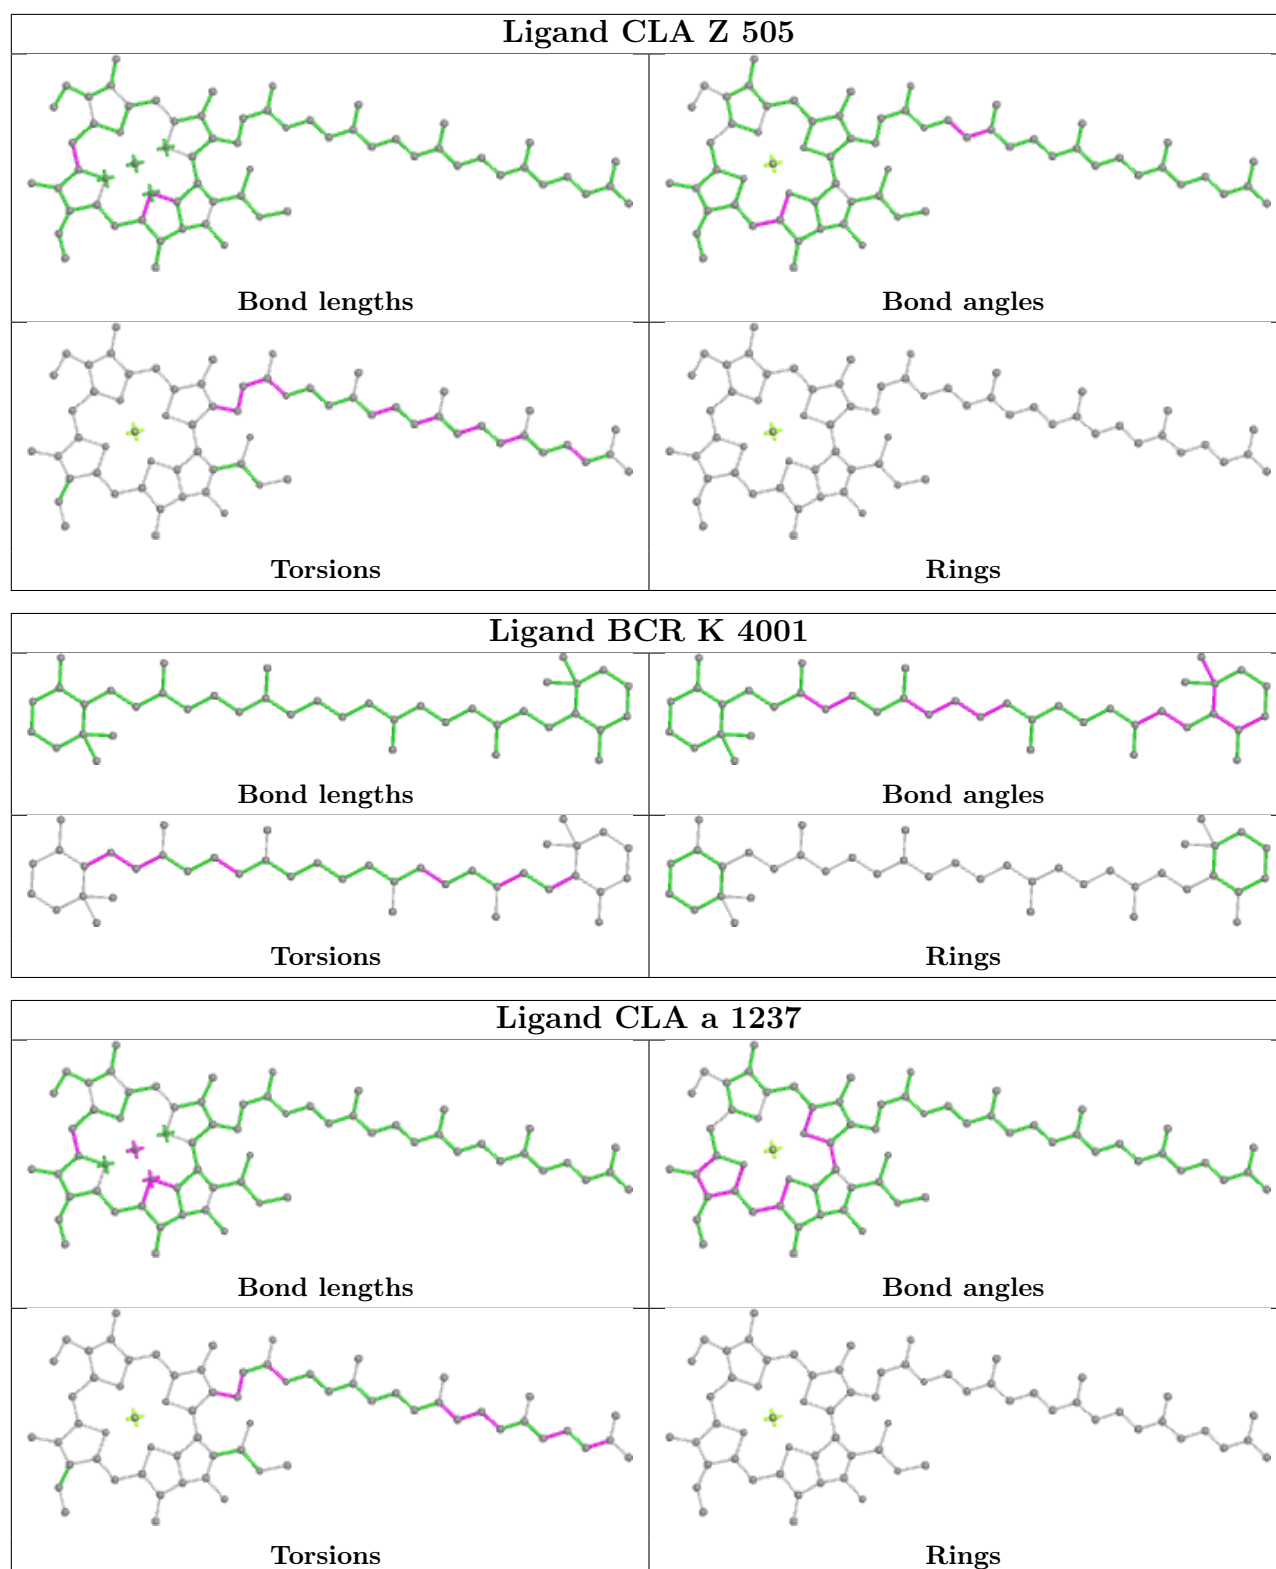 Ligand CLA Z 505
Bond lengths
Bond angles
Torsions
Rings
Ligand BCR K 4001
Bond lengths
Bond angles
Torsions
Rings
Ligand CLA a 1237
Bond lengths
Bond angles
Torsions
Rings